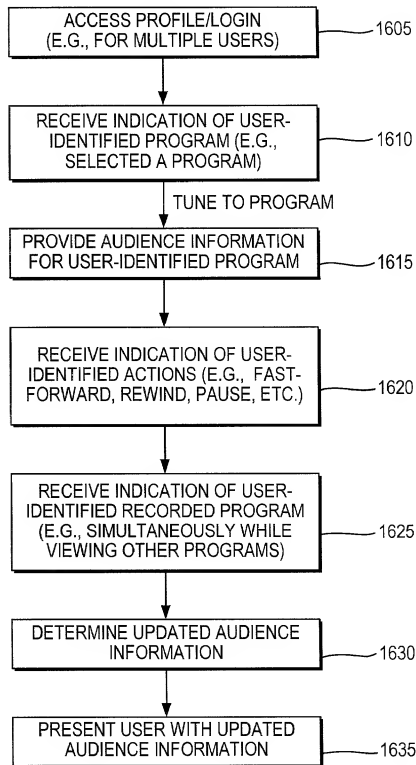 ACCESS PROFILE/LOGIN
(E.G., FOR MULTIPLE USERS)
1605
RECEIVE INDICATION OF USER-
IDENTIFIED PROGRAM (E.G.,
SELECTED A PROGRAM)
1610
TUNE TO PROGRAM
PROVIDE AUDIENCE INFORMATION
FOR USER-IDENTIFIED PROGRAM
1615
RECEIVE INDICATION OF USER-
IDENTIFIED ACTIONS (E.G., FAST-
FORWARD, REWIND, PAUSE, ETC.)
1620
RECEIVE INDICATION OF USER-
IDENTIFIED RECORDED PROGRAM
(E.G., SIMULTANEOUSLY WHILE
VIEWING OTHER PROGRAMS)
1625
DETERMINE UPDATED AUDIENCE
INFORMATION
1630
PRESENT USER WITH UPDATED
AUDIENCE INFORMATION
1635